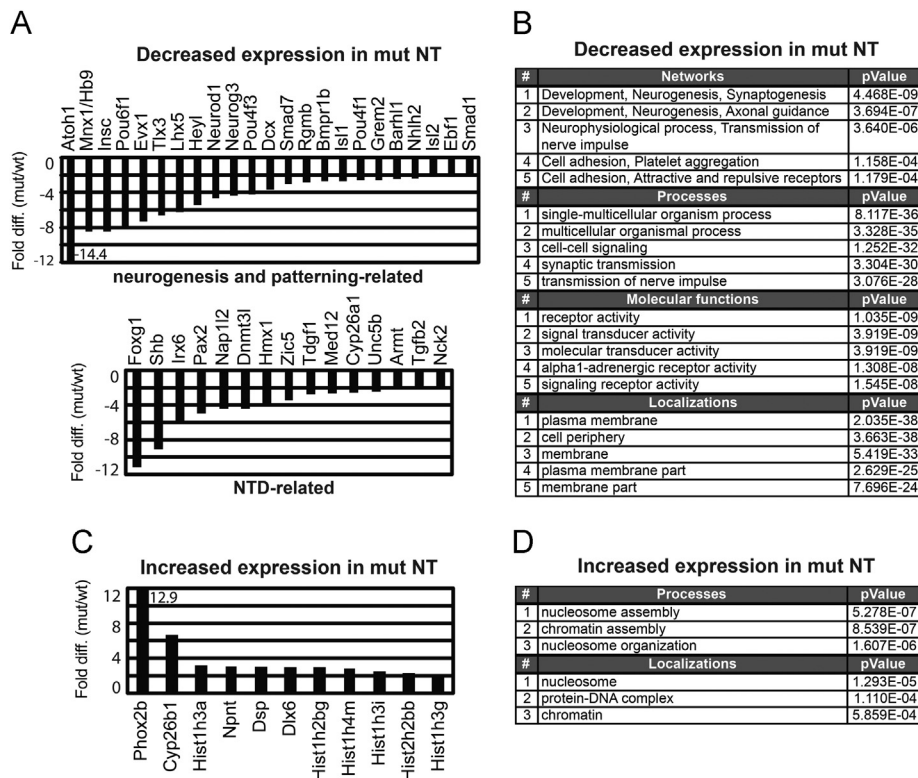 A
Decreased expression in mut NT
Atoh1
Mnx1/Hb9
Insc
Pou6f1
Evx1
Tlx3
Lhx5
Heyl
Neurod1
Neurog3
Pou4f3
Dcx
Smad7
Rgmb
Bmpr1b
Isl1
Pou4f1
Grem2
Barhl1
Nhlh2
Isl2
Ebf1
Smad1
Fold diff. (mut/wt)
0
-4
-8
-12
-14.4
neurogenesis and patterning-related
Foxg1
Shb
Irx6
Pax2
Nap1l2
Dnmt3l
Hmx1
Zic5
Tdgf1
Med12
Cyp26a1
Unc5b
Armt
Tgfb2
Nck2
Fold diff. (mut/wt)
0
-4
-8
-12
NTD-related
B
Decreased expression in mut NT
# Networks pValue
1 Development, Neurogenesis, Synaptogenesis 4.468E-09
2 Development, Neurogenesis, Axonal guidance 3.694E-07
3 Neurophysiological process, Transmission of 3.640E-06
nerve impulse
4 Cell adhesion, Platelet aggregation 1.158E-04
5 Cell adhesion, Attractive and repulsive receptors 1.179E-04
# Processes pValue
1 single-multicellular organism process 8.117E-36
2 multicellular organismal process 3.328E-35
3 cell-cell signaling 1.252E-32
4 synaptic transmission 3.304E-30
5 transmission of nerve impulse 3.076E-28
# Molecular functions pValue
1 receptor activity 1.035E-09
2 signal transducer activity 3.919E-09
3 molecular transducer activity 3.919E-09
4 alpha1-adrenergic receptor activity 1.308E-08
5 signaling receptor activity 1.545E-08
# Localizations pValue
1 plasma membrane 2.035E-38
2 cell periphery 3.663E-38
3 membrane 5.419E-33
4 plasma membrane part 2.629E-25
5 membrane part 7.696E-24
C
Increased expression in mut NT
Fold diff. (mut/wt)
12
8
4
0
12.9
Phox2b
Cyp26b1
Hist1h3a
Npnt
Dsp
Dlx6
Hist1h2bg
Hist1h4m
Hist1h3i
Hist2h2bb
Hist1h3g
D
Increased expression in mut NT
# Processes pValue
1 nucleosome assembly 5.278E-07
2 chromatin assembly 8.539E-07
3 nucleosome organization 1.607E-06
# Localizations pValue
1 nucleosome 1.293E-05
2 protein-DNA complex 1.110E-04
3 chromatin 5.859E-04